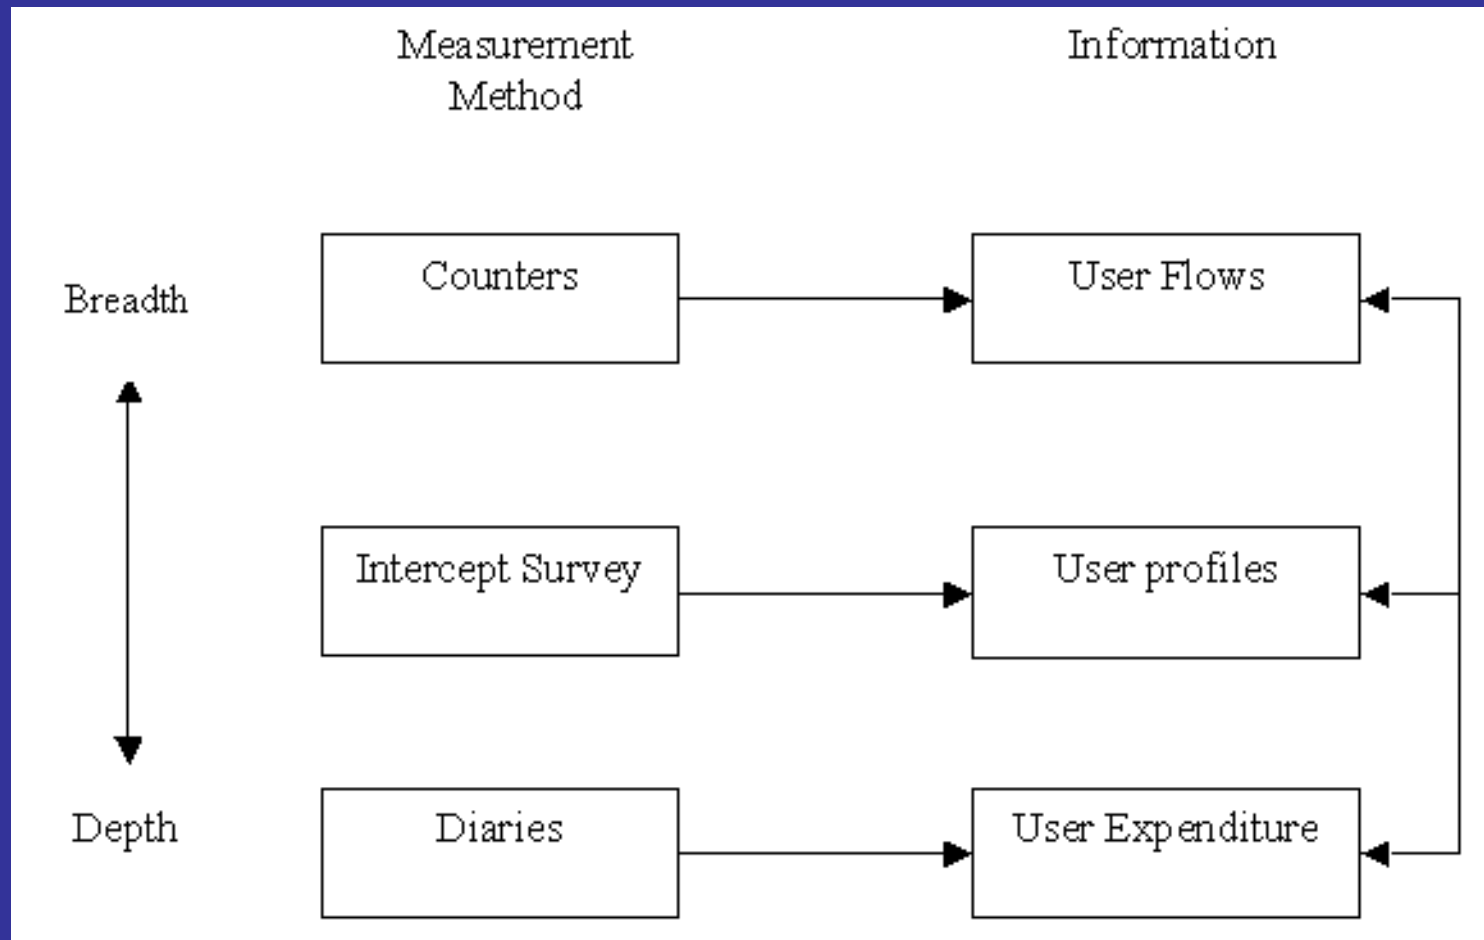 Measurement
Method
Information
Breadth
Counters
User Flows
Intercept Survey
User profiles
Depth
Diaries
User Expenditure